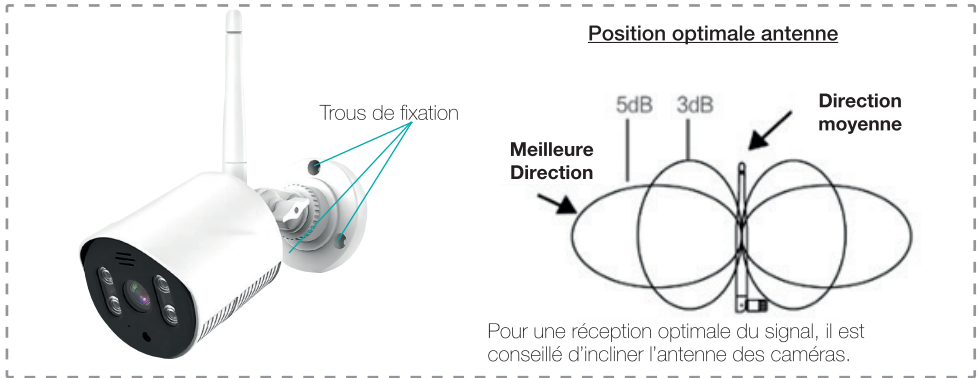 Trous de fixation
Position optimale antenne
5dB 3dB
Direction
moyenne
Meilleure
Direction
Pour une réception optimale du signal, il est
conseillé d'incliner l'antenne des caméras.